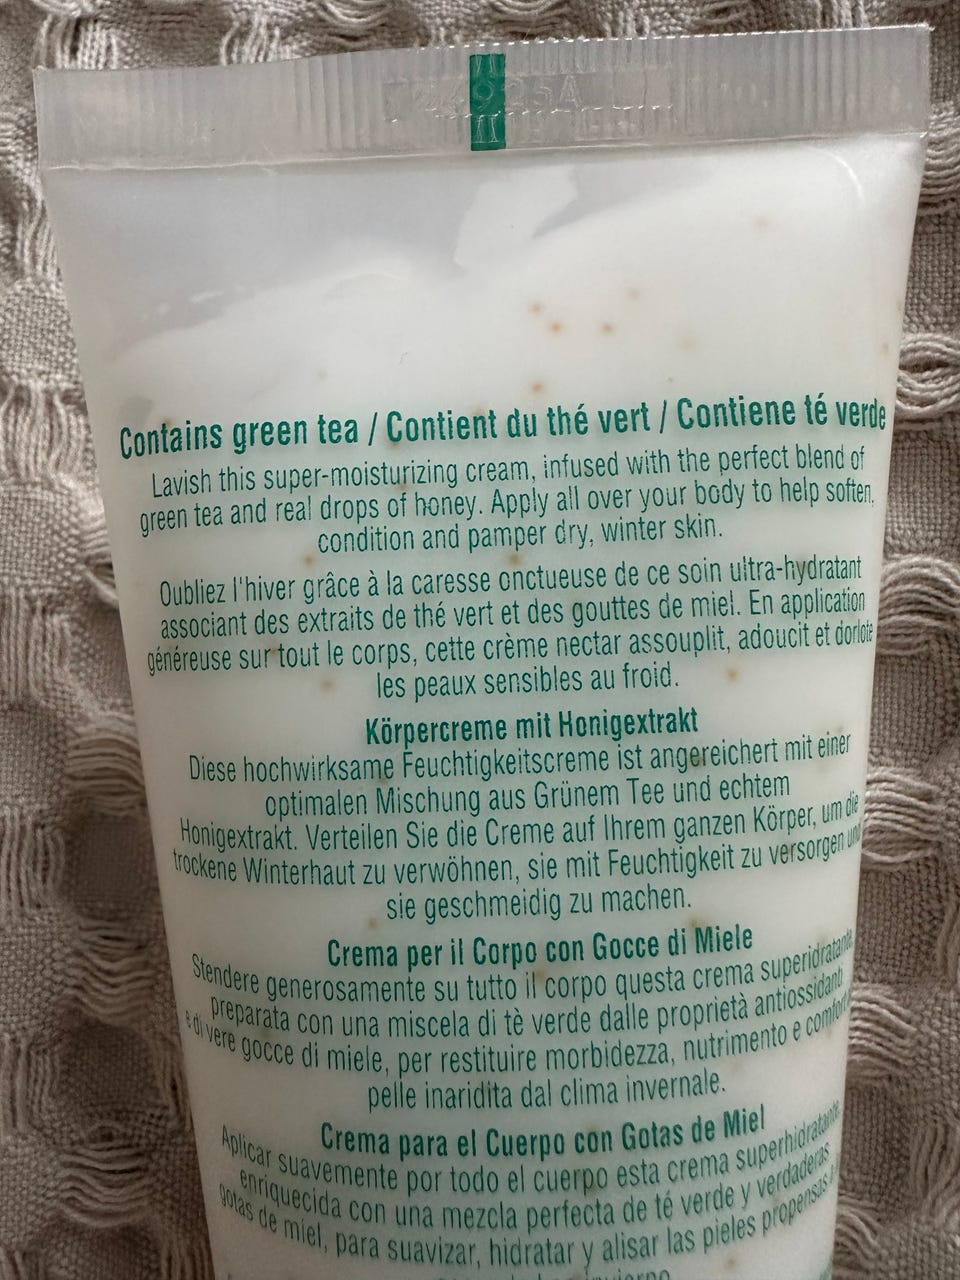 24925A
Contains green tea / Contient du thé vert / Contiene té verde
Lavish this super-moisturizing cream, infused with the perfect blend of
green tea and real drops of honey. Apply all over your body to help soften,
condition and pamper dry, winter skin.
Oubliez l'hiver grâce à la caresse onctueuse de ce soin ultra-hydratant
associant des extraits de thé vert et des gouttes de miel. En application
généreuse sur tout le corps, cette crème nectar assouplit, adoucit et dorlote
les peaux sensibles au froid.
Körpercreme mit Honigextrakt
Diese hochwirksame Feuchtigkeitscreme ist angereichert mit einer
optimalen Mischung aus Grünem Tee und echtem
Honigextrakt. Verteilen Sie die Creme auf Ihrem ganzen Körper, um die
trockene Winterhaut zu verwöhnen, sie mit Feuchtigkeit zu versorgen und
sie geschmeidig zu machen.
Crema per il Corpo con Gocce di Miele
Stendere generosamente su tutto il corpo questa crema superidratante,
preparata con una miscela di tè verde dalle proprietà antiossidanti
e di vere gocce di miele, per restituire morbidezza, nutrimento e comfort
pelle inaridita dal clima invernale.
Crema para el Cuerpo con Gotas de Miel
Aplicar suavemente por todo el cuerpo esta crema superhidratante,
enriquecida con una mezcla perfecta de té verde y verdaderas
gotas de miel, para suavizar, hidratar y alisar las pieles propensas
invierno